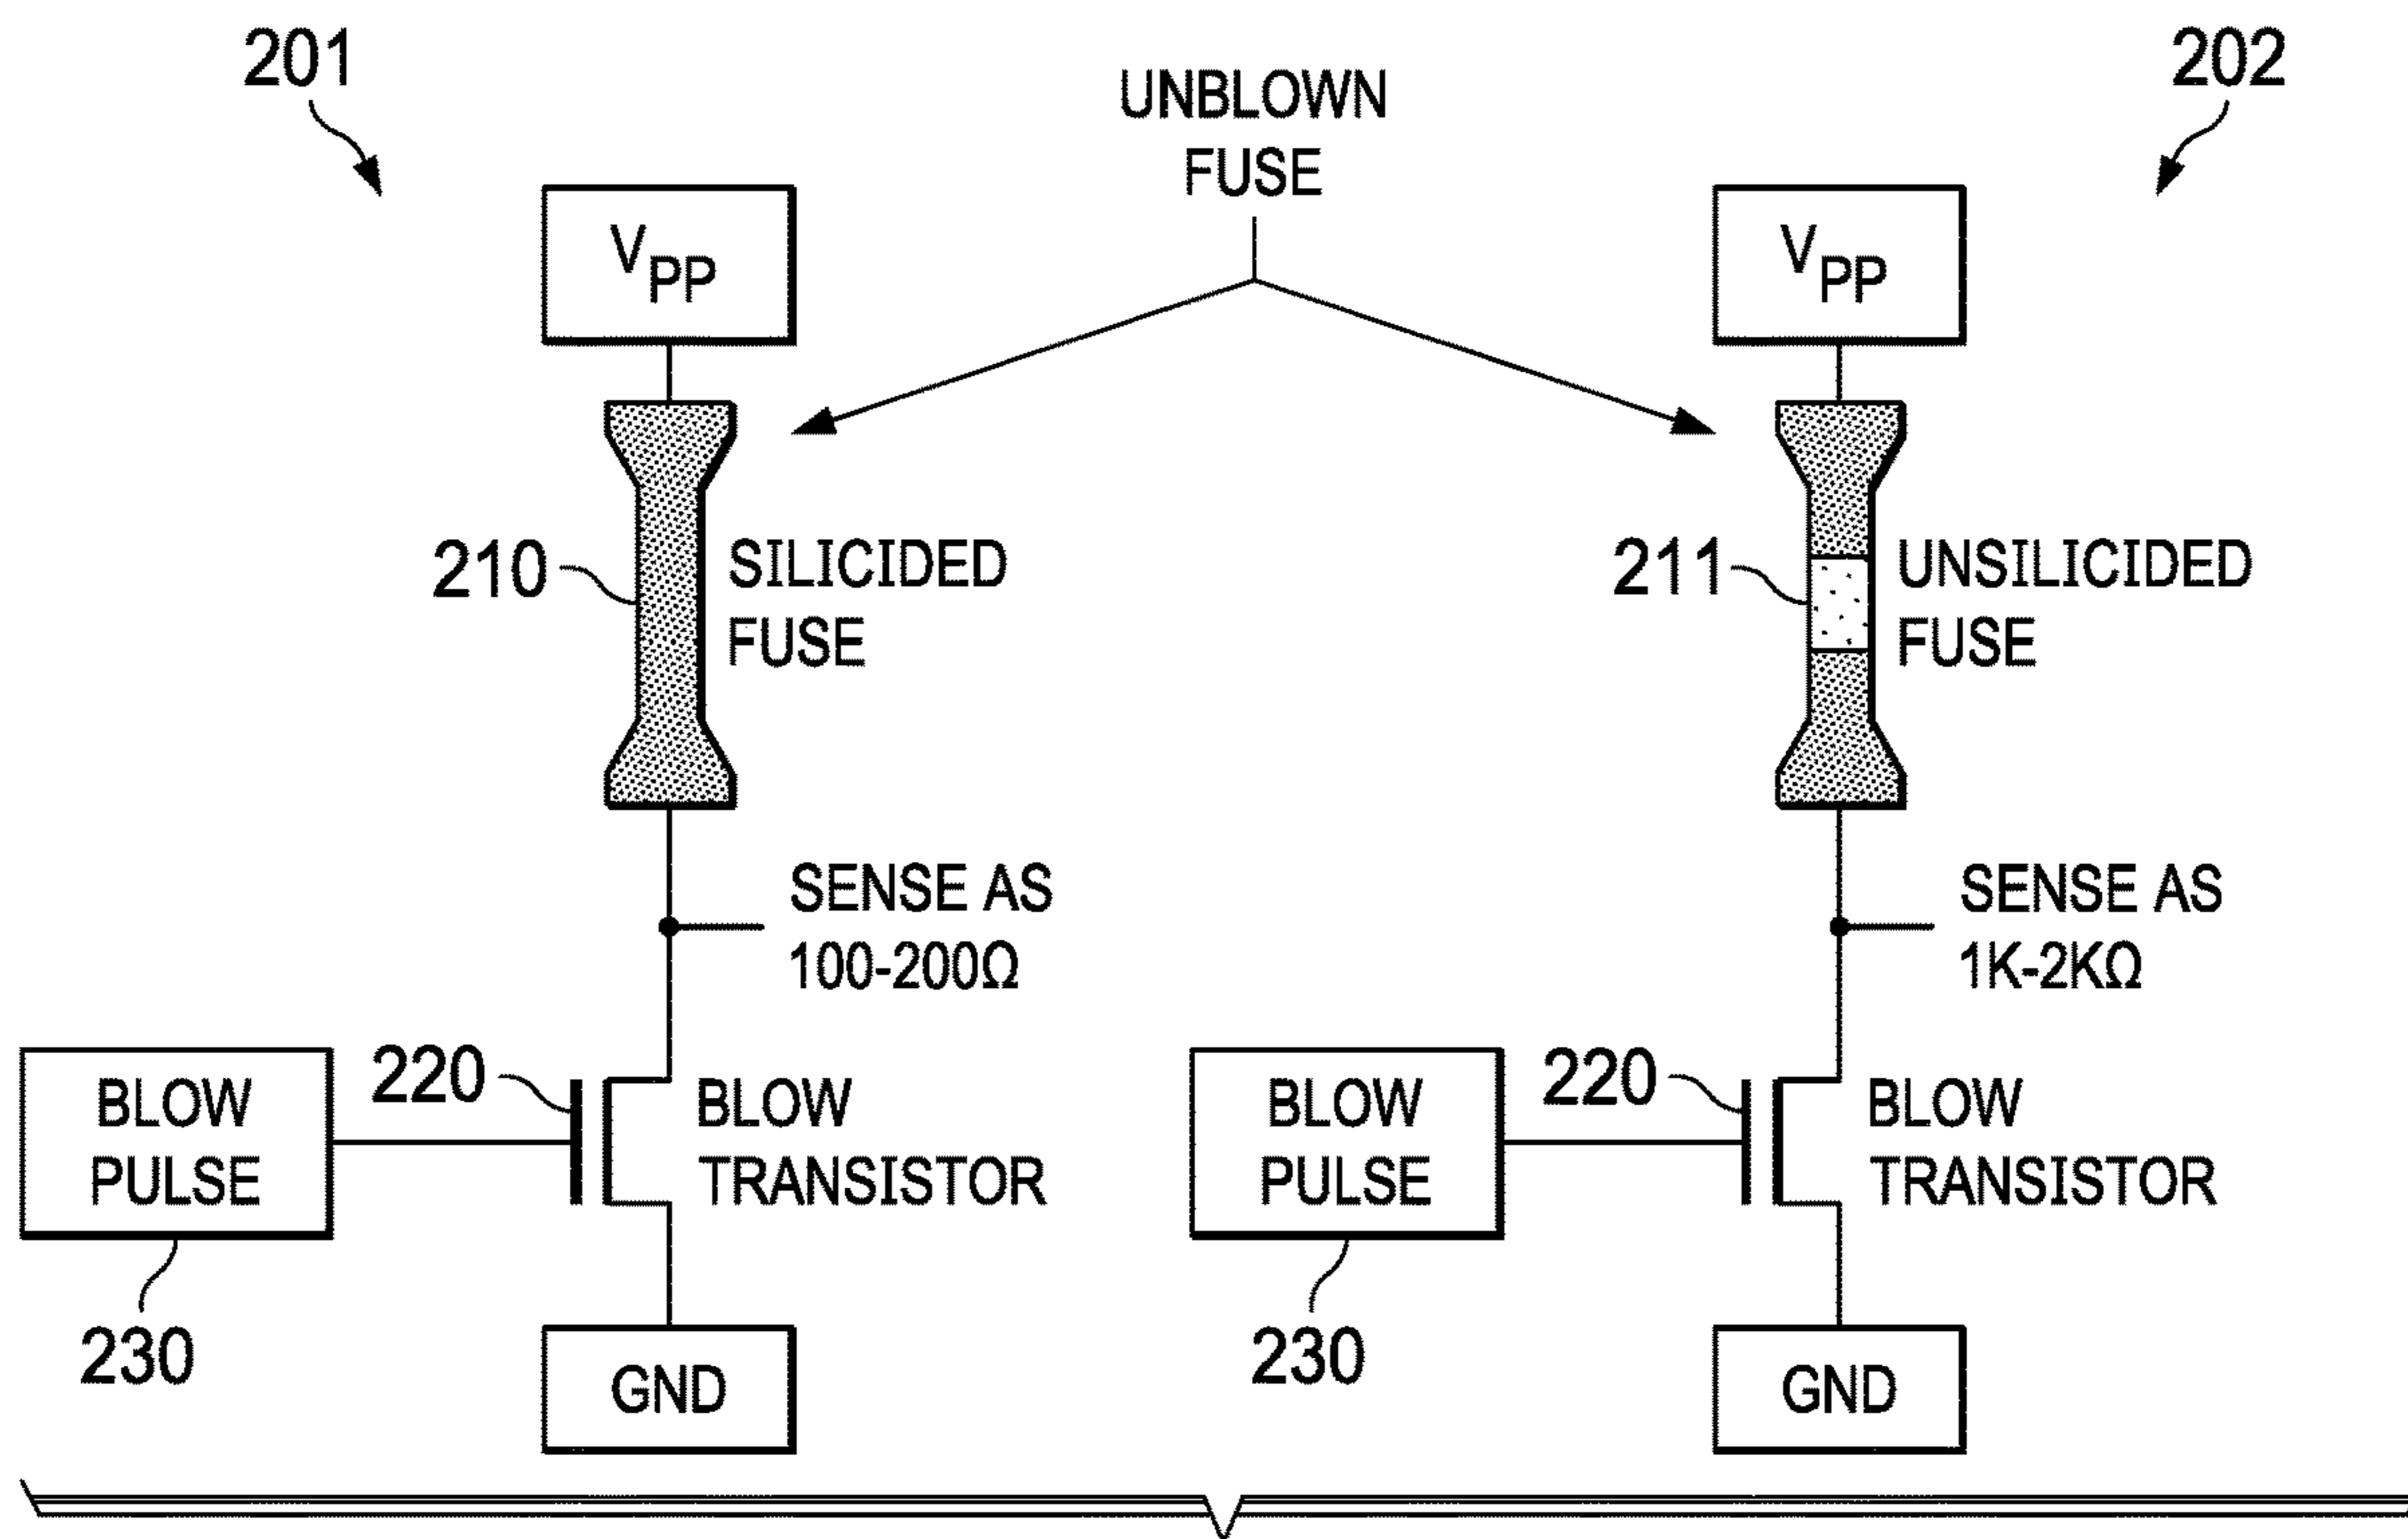 201
UNBLOWN
FUSE
202
VPP
VPP
210
SILICIDED
FUSE
211
UNSILICIDED
FUSE
SENSE AS
100-200Ω
SENSE AS
1K-2KΩ
BLOW
PULSE
220
BLOW
TRANSISTOR
BLOW
PULSE
220
BLOW
TRANSISTOR
230
GND
230
GND